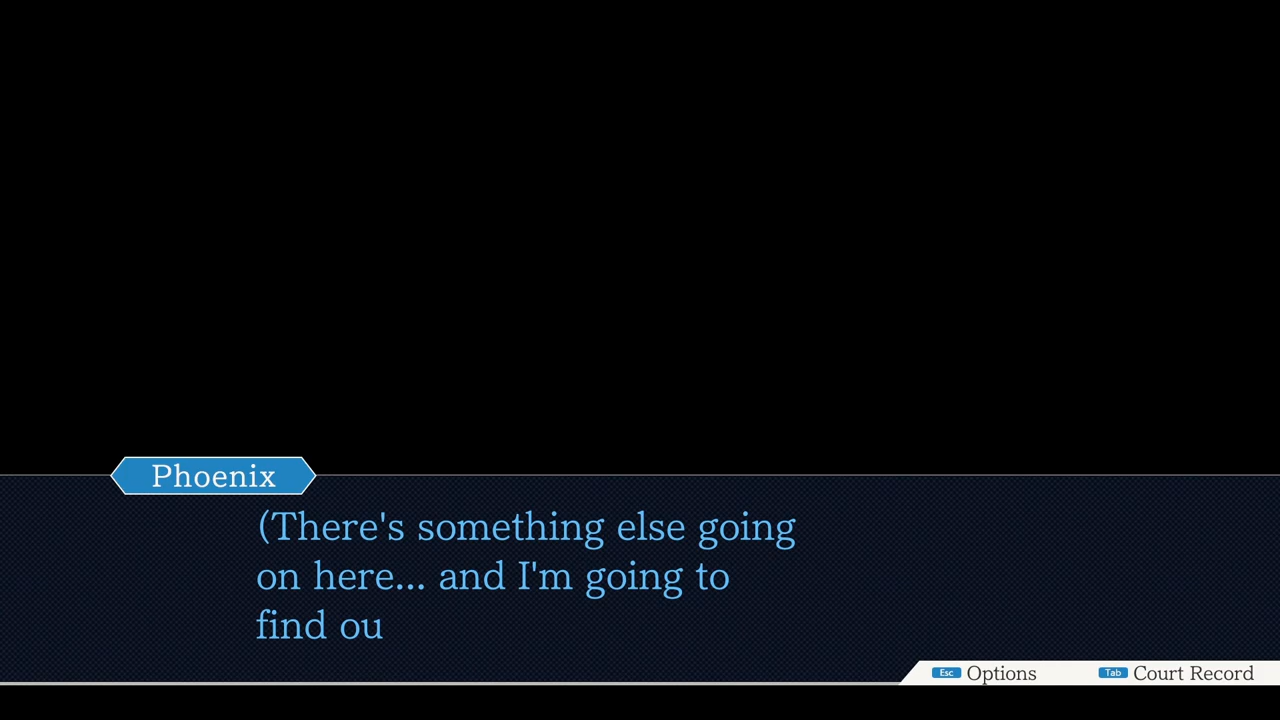 Phoenix
(There's something else going
on here... and I'm going to
find ou
Esc Options Tab Court Record